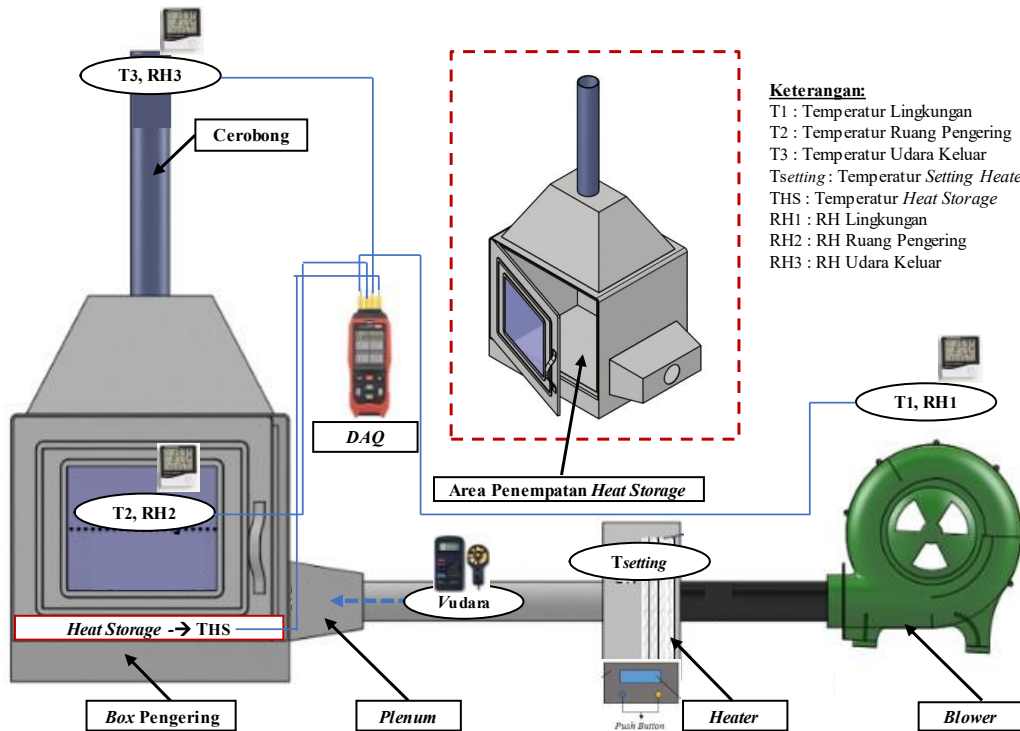 T3, RH3
Cerobong
Keterangan:
T1 : Temperatur Lingkungan
T2 : Temperatur Ruang Pengering
T3 : Temperatur Udara Keluar
Tsetting : Temperatur Setting Heate
THS : Temperatur Heat Storage
RH1 : RH Lingkungan
RH2 : RH Ruang Pengering
RH3 : RH Udara Keluar
T1, RH1
DAQ
Area Penempatan Heat Storage
T2, RH2
Tsetting
Vudara
Heat Storage -→ THS
Box Pengering
Plenum
Push Button
Heater
Blower